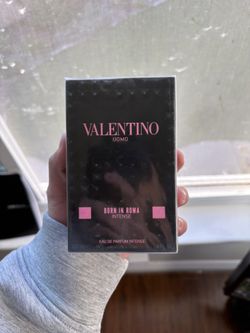 VALENTINO
UOMO
BORN IN ROMA
INTENSE
EAU DE PARFUM INTENSE